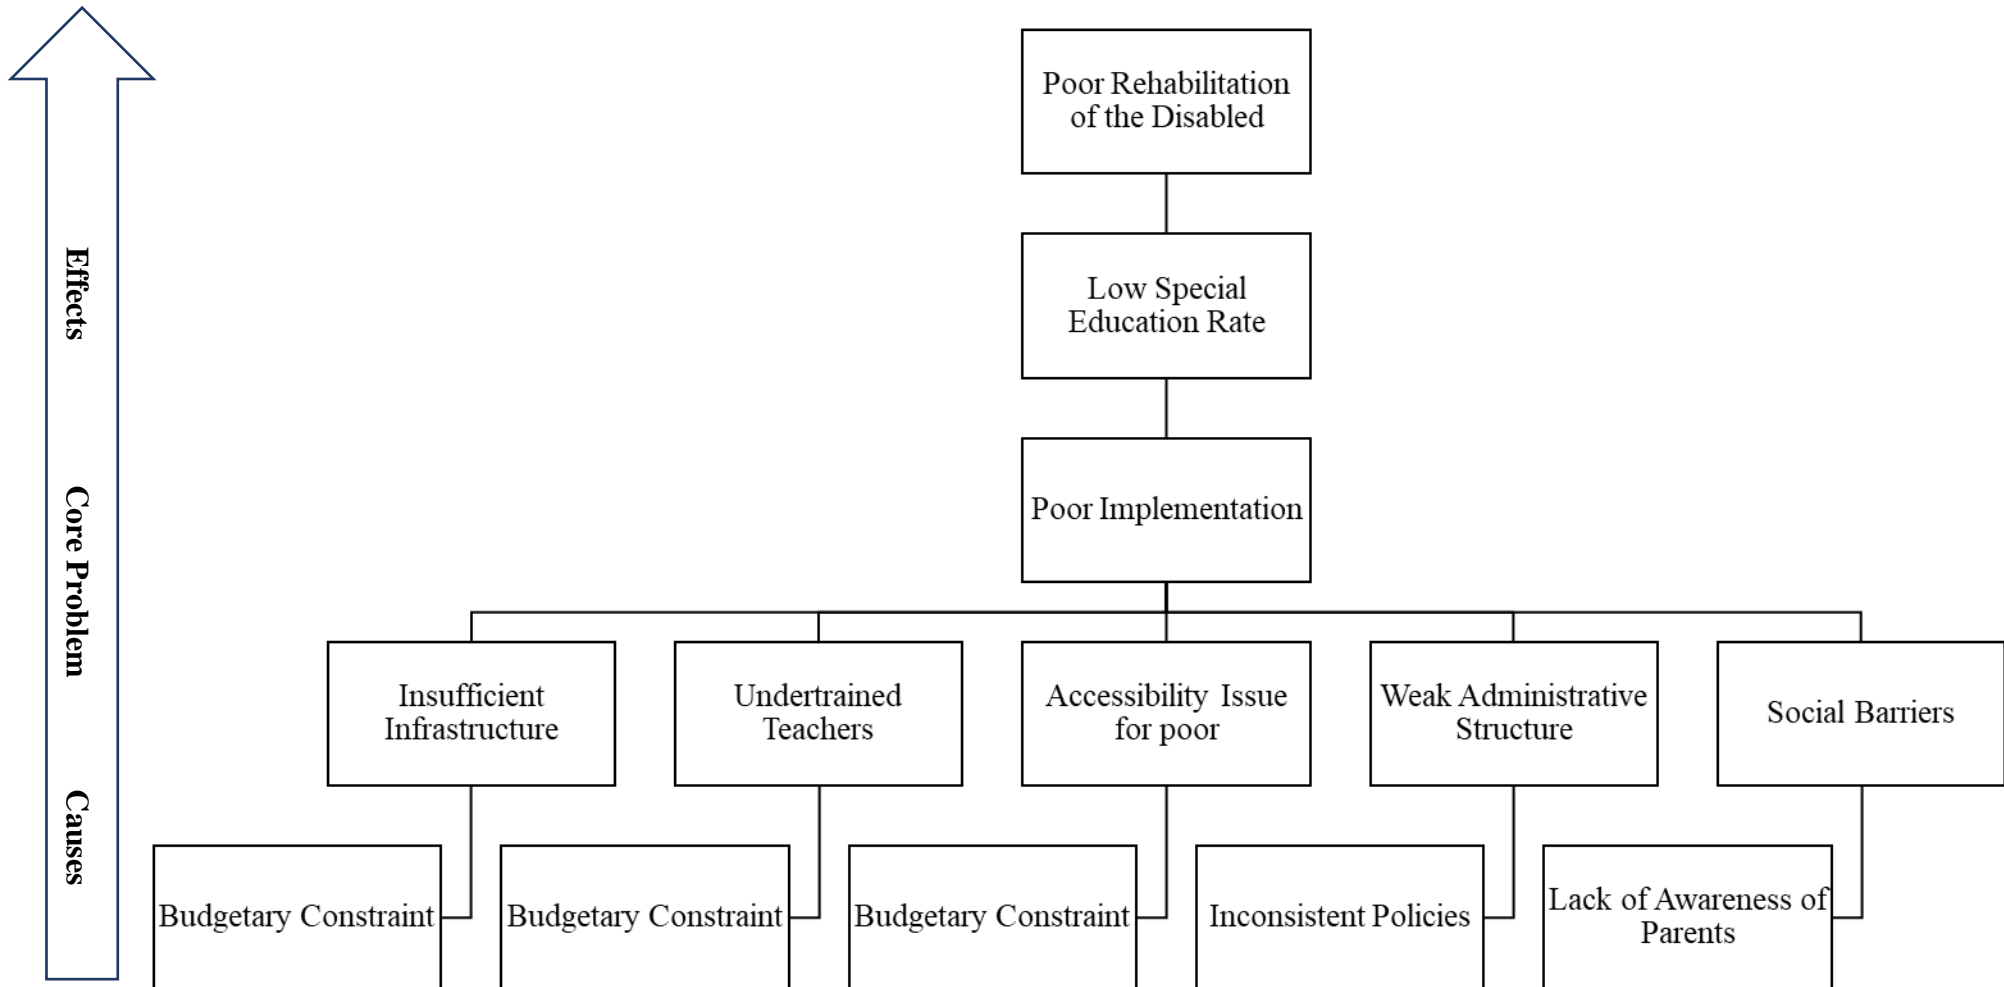 Poor Rehabilitation
of the Disabled
Effects
Low Special
Education Rate
Core Problem
Poor Implementation
Insufficient
Infrastructure
Undertrained
Teachers
Accessibility Issue
for poor
Weak Administrative
Structure
Social Barriers
Causes
Budgetary Constraint
Budgetary Constraint
Budgetary Constraint
Inconsistent Policies
Lack of Awareness of
Parents